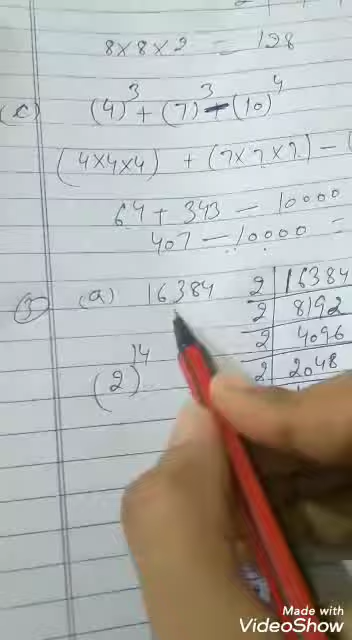 8 × 8 × 2 = 128
(c) (4)³ + (7)³ - (10)⁴
(4×4×4) + (7×7×7) -
64 + 343 - 10000
407 - 10000 =
(a) 16384
2 | 16384
2 | 8192
2 | 4096
(2)¹⁴
2 | 2048
Made with
VideoShow